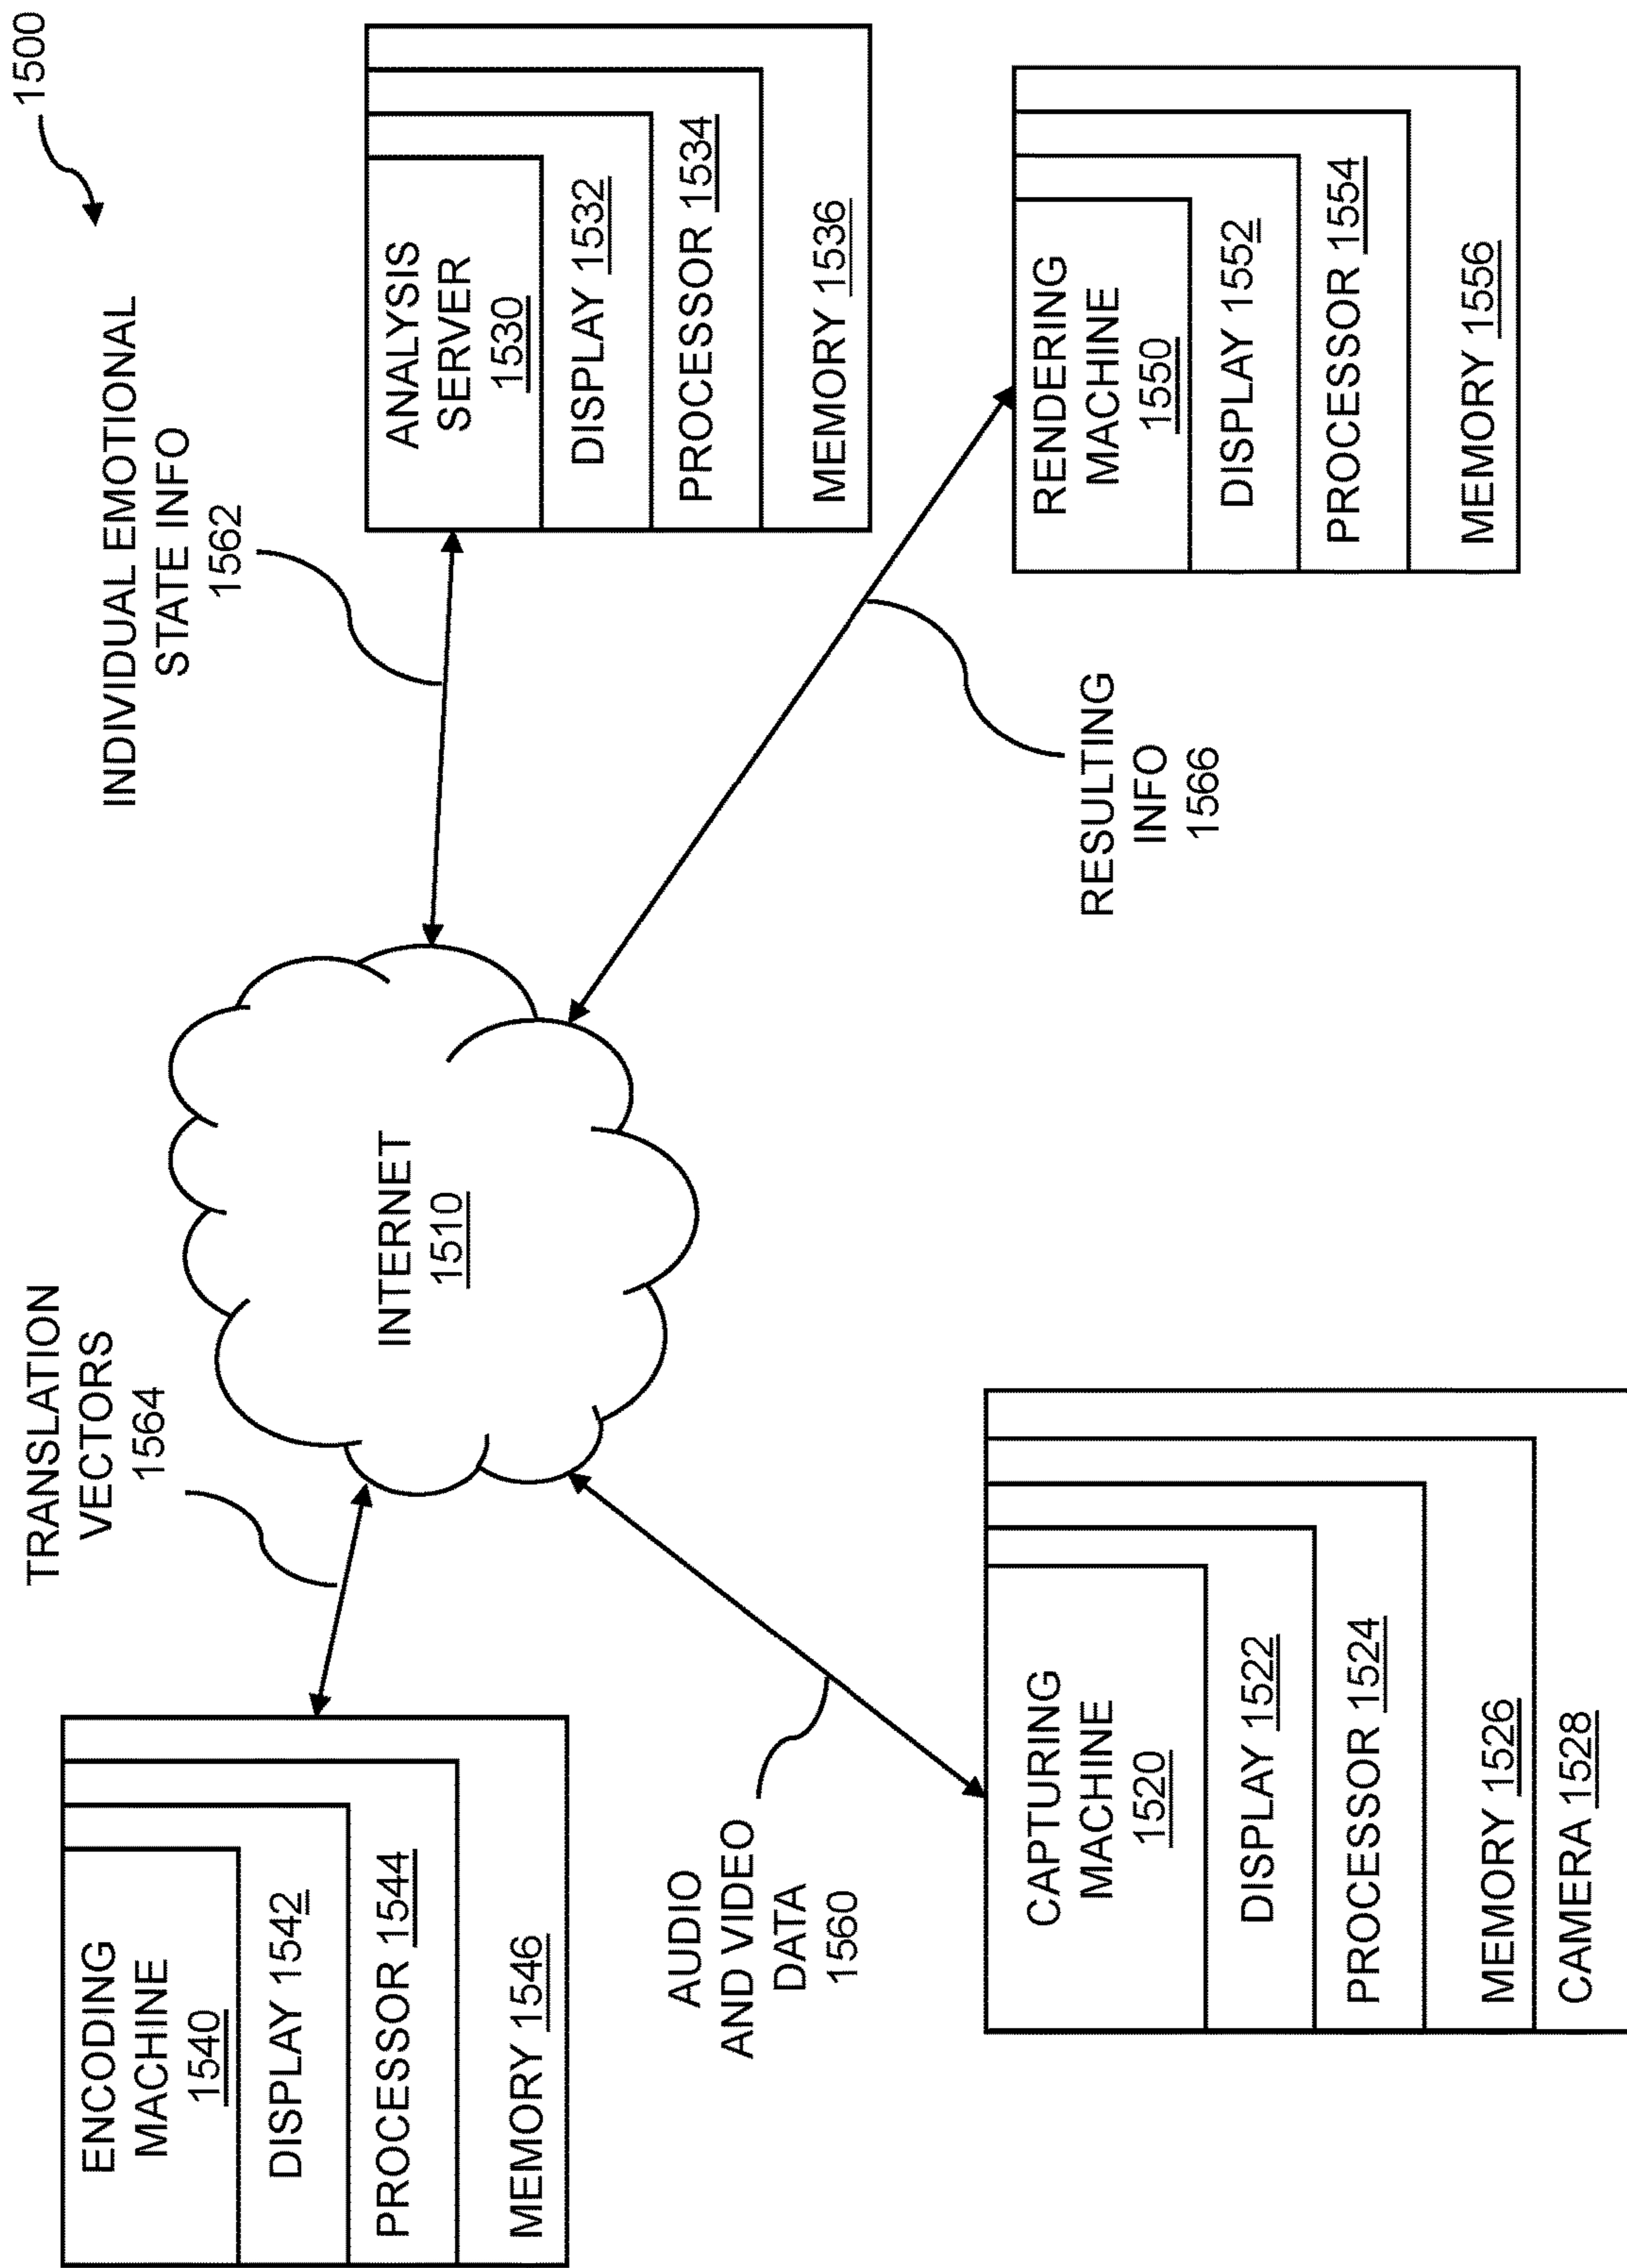 1500
TRANSLATION
VECTORS
1564
INDIVIDUAL EMOTIONAL
STATE INFO
1562
ENCODING
MACHINE
1540
DISPLAY 1542
PROCESSOR 1544
MEMORY 1546
INTERNET
1510
ANALYSIS
SERVER
1530
DISPLAY 1532
PROCESSOR 1534
MEMORY 1536
AUDIO
AND VIDEO
DATA
1560
RESULTING
INFO
1566
CAPTURING
MACHINE
1520
DISPLAY 1522
PROCESSOR 1524
MEMORY 1526
CAMERA 1528
RENDERING
MACHINE
1550
DISPLAY 1552
PROCESSOR 1554
MEMORY 1556